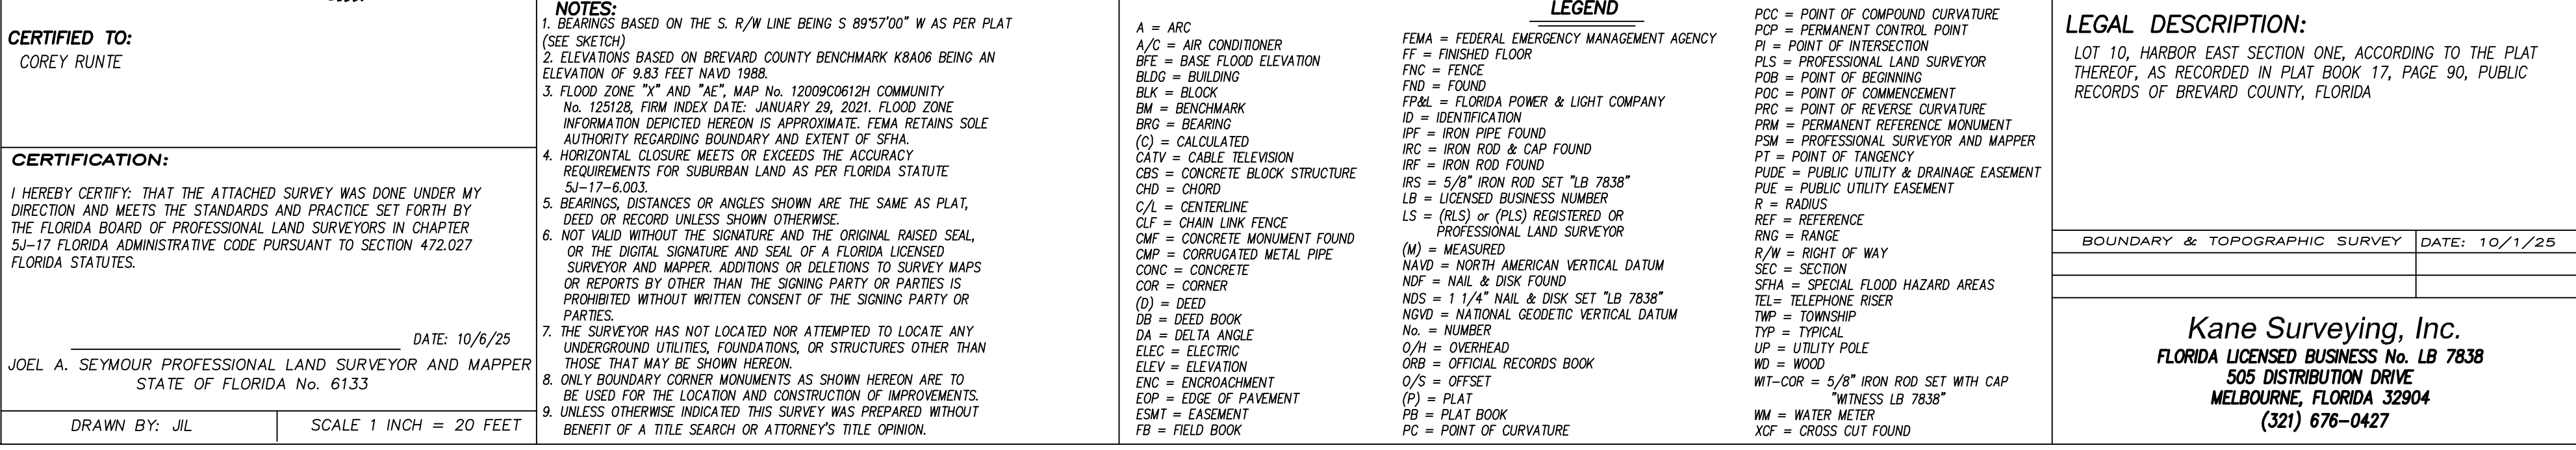 CERTIFIED TO:
COREY RUNTE
CERTIFICATION:
I HEREBY CERTIFY: THAT THE ATTACHED SURVEY WAS DONE UNDER MY
DIRECTION AND MEETS THE STANDARDS AND PRACTICE SET FORTH BY
THE FLORIDA BOARD OF PROFESSIONAL LAND SURVEYORS IN CHAPTER
5J-17 FLORIDA ADMINISTRATIVE CODE PURSUANT TO SECTION 472.027
FLORIDA STATUTES.
DATE: 10/6/25
JOEL A. SEYMOUR PROFESSIONAL LAND SURVEYOR AND MAPPER
STATE OF FLORIDA No. 6133
DRAWN BY: JIL
SCALE 1 INCH = 20 FEET
NOTES:
1. BEARINGS BASED ON THE S. R/W LINE BEING S 89°57'00" W AS PER PLAT
(SEE SKETCH)
2. ELEVATIONS BASED ON BREVARD COUNTY BENCHMARK K8A06 BEING AN
ELEVATION OF 9.83 FEET NAVD 1988.
3. FLOOD ZONE "X" AND "AE", MAP No. 12009C0612H COMMUNITY
No. 125128, FIRM INDEX DATE: JANUARY 29, 2021. FLOOD ZONE
INFORMATION DEPICTED HEREON IS APPROXIMATE. FEMA RETAINS SOLE
AUTHORITY REGARDING BOUNDARY AND EXTENT OF SFHA.
4. HORIZONTAL CLOSURE MEETS OR EXCEEDS THE ACCURACY
REQUIREMENTS FOR SUBURBAN LAND AS PER FLORIDA STATUTE
5J-17-6.003.
5. BEARINGS, DISTANCES OR ANGLES SHOWN ARE THE SAME AS PLAT,
DEED OR RECORD UNLESS SHOWN OTHERWISE.
6. NOT VALID WITHOUT THE SIGNATURE AND THE ORIGINAL RAISED SEAL,
OR THE DIGITAL SIGNATURE AND SEAL OF A FLORIDA LICENSED
SURVEYOR AND MAPPER. ADDITIONS OR DELETIONS TO SURVEY MAPS
OR REPORTS BY OTHER THAN THE SIGNING PARTY OR PARTIES IS
PROHIBITED WITHOUT WRITTEN CONSENT OF THE SIGNING PARTY OR
PARTIES.
7. THE SURVEYOR HAS NOT LOCATED NOR ATTEMPTED TO LOCATE ANY
UNDERGROUND UTILITIES, FOUNDATIONS, OR STRUCTURES OTHER THAN
THOSE THAT MAY BE SHOWN HEREON.
8. ONLY BOUNDARY CORNER MONUMENTS AS SHOWN HEREON ARE TO
BE USED FOR THE LOCATION AND CONSTRUCTION OF IMPROVEMENTS.
9. UNLESS OTHERWISE INDICATED THIS SURVEY WAS PREPARED WITHOUT
BENEFIT OF A TITLE SEARCH OR ATTORNEY'S TITLE OPINION.
LEGEND
A = ARC
A/C = AIR CONDITIONER
BFE = BASE FLOOD ELEVATION
BLDG = BUILDING
BLK = BLOCK
BM = BENCHMARK
BRG = BEARING
(C) = CALCULATED
CATV = CABLE TELEVISION
CBS = CONCRETE BLOCK STRUCTURE
CHD = CHORD
C/L = CENTERLINE
CLF = CHAIN LINK FENCE
CMF = CONCRETE MONUMENT FOUND
CMP = CORRUGATED METAL PIPE
CONC = CONCRETE
COR = CORNER
(D) = DEED
DB = DEED BOOK
DA = DELTA ANGLE
ELEC = ELECTRIC
ELEV = ELEVATION
ENC = ENCROACHMENT
EOP = EDGE OF PAVEMENT
ESMT = EASEMENT
FB = FIELD BOOK
FEMA = FEDERAL EMERGENCY MANAGEMENT AGENCY
FF = FINISHED FLOOR
FNC = FENCE
FND = FOUND
FP&L = FLORIDA POWER & LIGHT COMPANY
ID = IDENTIFICATION
IPF = IRON PIPE FOUND
IRC = IRON ROD & CAP FOUND
IRF = IRON ROD FOUND
IRS = 5/8" IRON ROD SET "LB 7838"
LB = LICENSED BUSINESS NUMBER
LS = (RLS) or (PLS) REGISTERED OR
PROFESSIONAL LAND SURVEYOR
(M) = MEASURED
NAVD = NORTH AMERICAN VERTICAL DATUM
NDF = NAIL & DISK FOUND
NDS = 1 1/4" NAIL & DISK SET "LB 7838"
NGVD = NATIONAL GEODETIC VERTICAL DATUM
No. = NUMBER
O/H = OVERHEAD
ORB = OFFICIAL RECORDS BOOK
O/S = OFFSET
(P) = PLAT
PB = PLAT BOOK
PC = POINT OF CURVATURE
PCC = POINT OF COMPOUND CURVATURE
PCP = PERMANENT CONTROL POINT
PI = POINT OF INTERSECTION
PLS = PROFESSIONAL LAND SURVEYOR
POB = POINT OF BEGINNING
POC = POINT OF COMMENCEMENT
PRC = POINT OF REVERSE CURVATURE
PRM = PERMANENT REFERENCE MONUMENT
PSM = PROFESSIONAL SURVEYOR AND MAPPER
PT = POINT OF TANGENCY
PUDE = PUBLIC UTILITY & DRAINAGE EASEMENT
PUE = PUBLIC UTILITY EASEMENT
R = RADIUS
REF = REFERENCE
RNG = RANGE
R/W = RIGHT OF WAY
SEC = SECTION
SFHA = SPECIAL FLOOD HAZARD AREAS
TEL= TELEPHONE RISER
TWP = TOWNSHIP
TYP = TYPICAL
UP = UTILITY POLE
WD = WOOD
WIT-COR = 5/8" IRON ROD SET WITH CAP
"WITNESS LB 7838"
WM = WATER METER
XCF = CROSS CUT FOUND
LEGAL DESCRIPTION:
LOT 10, HARBOR EAST SECTION ONE, ACCORDING TO THE PLAT
THEREOF, AS RECORDED IN PLAT BOOK 17, PAGE 90, PUBLIC
RECORDS OF BREVARD COUNTY, FLORIDA
BOUNDARY & TOPOGRAPHIC SURVEY
DATE: 10/1/25
Kane Surveying, Inc.
FLORIDA LICENSED BUSINESS No. LB 7838
505 DISTRIBUTION DRIVE
MELBOURNE, FLORIDA 32904
(321) 676-0427